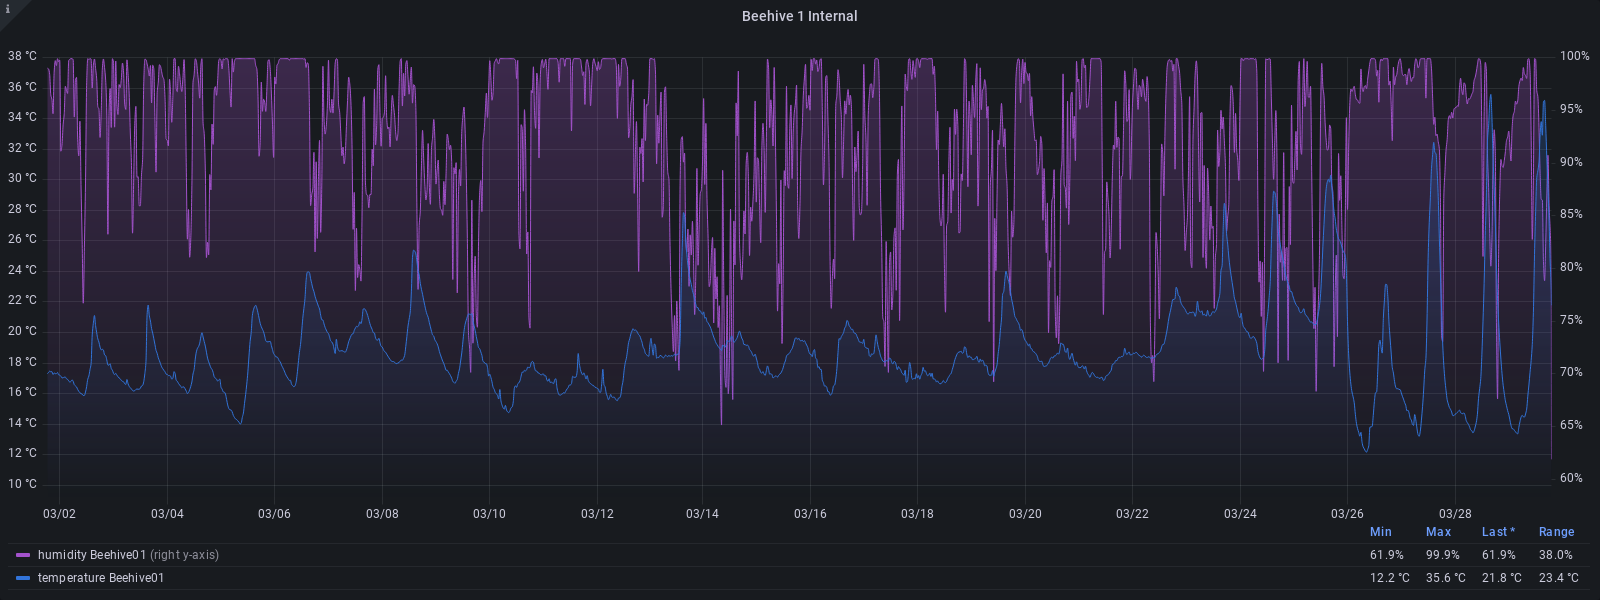 i
Beehive 1 Internal
38 °C
36 °C
34 °C
32 °C
30 °C
28 °C
26 °C
24 °C
22 °C
20 °C
18 °C
16 °C
14 °C
12 °C
10 °C
100%
95%
90%
85%
80%
75%
70%
65%
60%
03/02 03/04 03/06 03/08 03/10 03/12 03/14 03/16 03/18 03/20 03/22 03/24 03/26 03/28
Min Max Last * Range
humidity Beehive01 (right y-axis) 61.9% 99.9% 61.9% 38.0%
temperature Beehive01 12.2 °C 35.6 °C 21.8 °C 23.4 °C